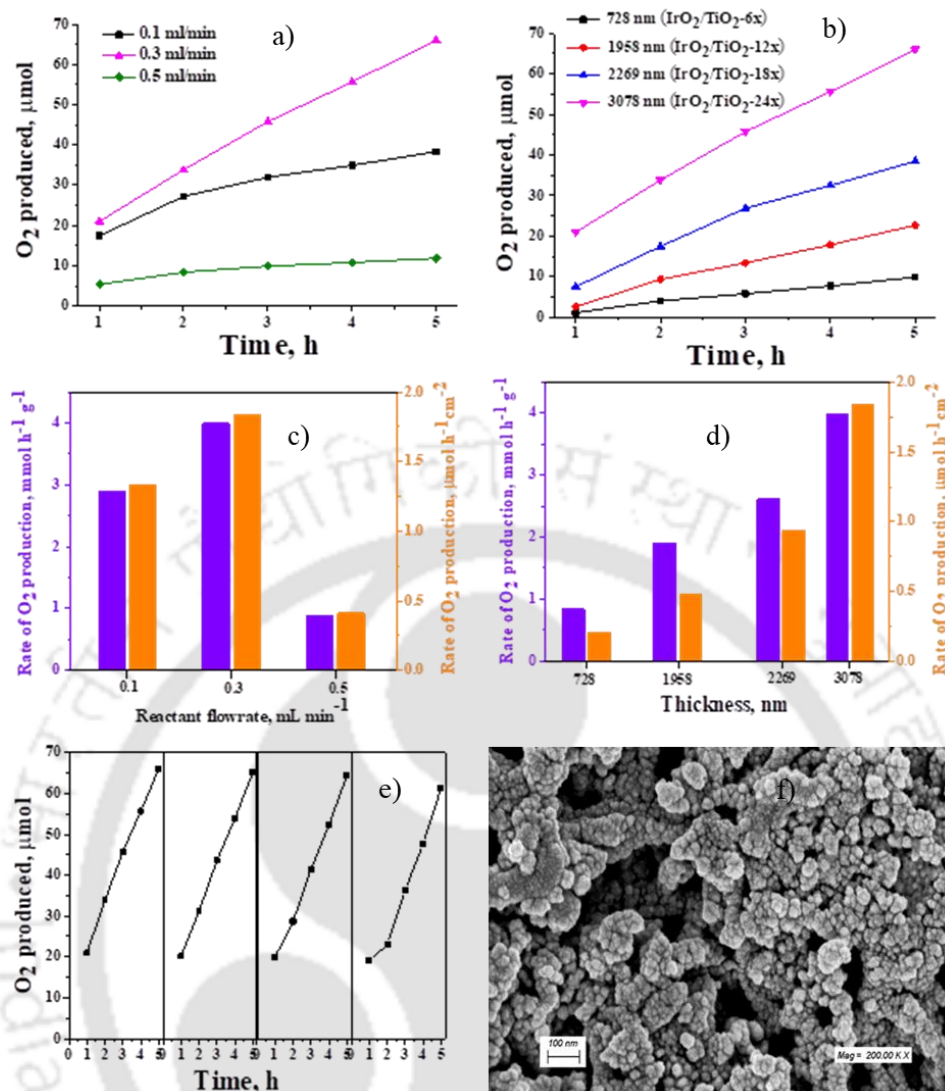 a)
0.1 ml/min
0.3 ml/min
0.5 ml/min
O₂ produced, μmol
70
60
50
40
30
20
10
0
1 2 3 4 5
Time, h
b)
728 nm (IrO₂/TiO₂-6x)
1958 nm (IrO₂/TiO₂-12x)
2269 nm (IrO₂/TiO₂-18x)
3078 nm (IrO₂/TiO₂-24x)
O₂ produced, μmol
70
60
50
40
30
20
10
0
1 2 3 4 5
Time, h
c)
Rate of O₂ production, mmol h⁻¹ g⁻¹
4
3
2
1
0
Rate of O₂ production, μmol h⁻¹ cm⁻²
2.0
1.5
1.0
0.5
0.0
0.1 0.3 0.5
Reactant flowrate, mL min⁻¹
d)
Rate of O₂ production, mmol h⁻¹ g⁻¹
4
3
2
1
0
Rate of O₂ production, μmol h⁻¹ cm⁻²
2.0
1.5
1.0
0.5
0.0
728 1958 2269 3078
Thickness, nm
e)
O₂ produced, μmol
70
60
50
40
30
20
10
0
0 1 2 3 4 5 0 1 2 3 4 5 0 1 2 3 4 5 0 1 2 3 4 5
Time, h
f)
100 nm
Mag = 200.00 K X